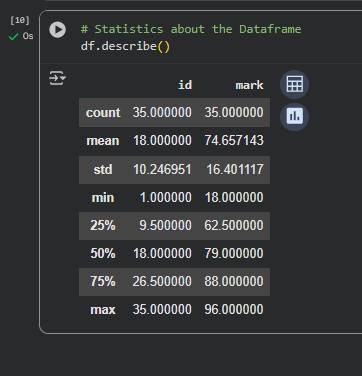 [10]
0s
# Statistics about the Dataframe
df.describe()
id mark
count 35.000000 35.000000
mean 18.000000 74.657143
std 10.246951 16.401117
min 1.000000 18.000000
25% 9.500000 62.500000
50% 18.000000 79.000000
75% 26.500000 88.000000
max 35.000000 96.000000